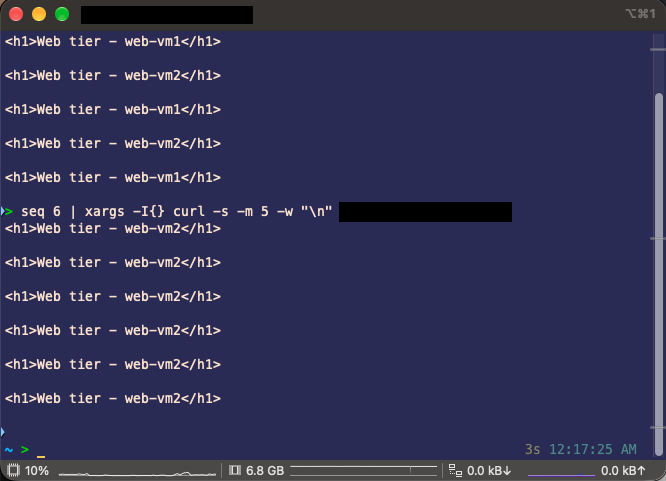 ⌥⌘1
<h1>Web tier - web-vm1</h1>
<h1>Web tier - web-vm2</h1>
<h1>Web tier - web-vm1</h1>
<h1>Web tier - web-vm2</h1>
<h1>Web tier - web-vm1</h1>
> seq 6 | xargs -I{} curl -s -m 5 -w "\n"
<h1>Web tier - web-vm2</h1>
<h1>Web tier - web-vm2</h1>
<h1>Web tier - web-vm2</h1>
<h1>Web tier - web-vm2</h1>
<h1>Web tier - web-vm2</h1>
<h1>Web tier - web-vm2</h1>
~ > 3s 12:17:25 AM
10% 6.8 GB 0.0 kB↓ 0.0 kB↑